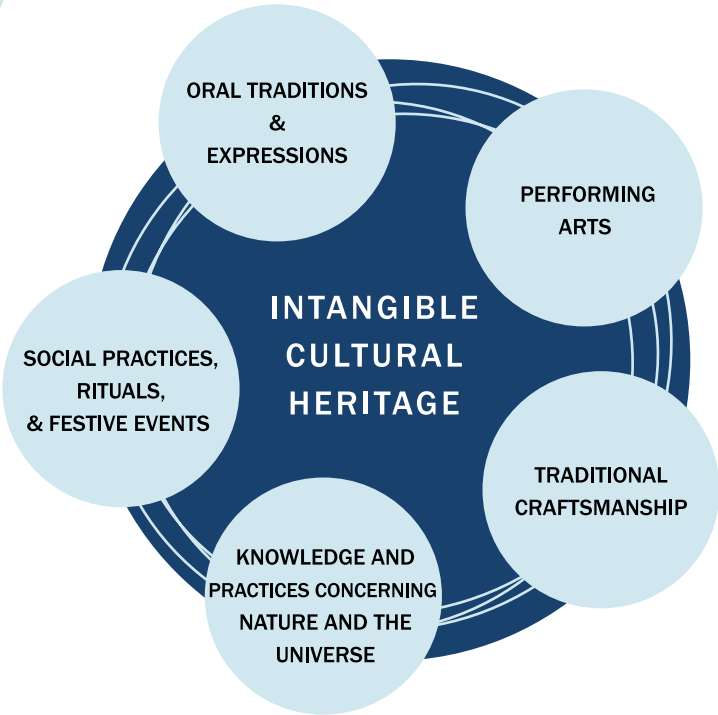 ORAL TRADITIONS
&
EXPRESSIONS
PERFORMING
ARTS
INTANGIBLE
CULTURAL
HERITAGE
SOCIAL PRACTICES,
RITUALS,
& FESTIVE EVENTS
TRADITIONAL
CRAFTSMANSHIP
KNOWLEDGE AND
PRACTICES CONCERNING
NATURE AND THE
UNIVERSE